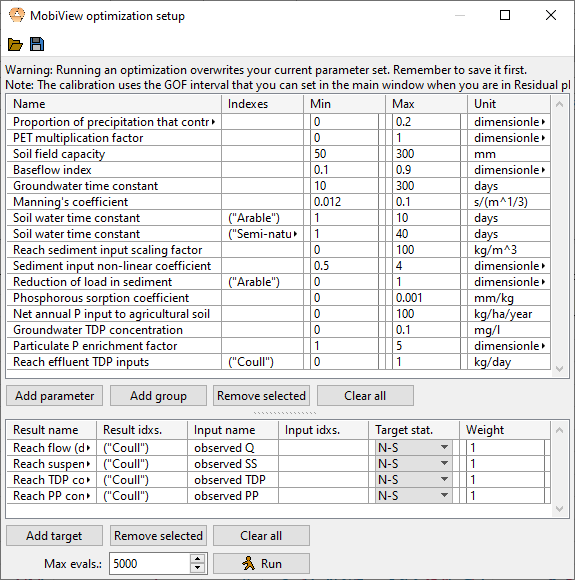 MobiView optimization setup
Warning: Running an optimization overwrites your current parameter set. Remember to save it first.
Note: The calibration uses the GOF interval that you can set in the main window when you are in Residual pl
Name Indexes Min Max Unit
Proportion of precipitation that contr 0 0.2 dimensionle
PET multiplication factor 0 1 dimensionle
Soil field capacity 50 300 mm
Baseflow index 0.1 0.9 dimensionle
Groundwater time constant 10 300 days
Manning's coefficient 0.012 0.1 s/(m^1/3)
Soil water time constant ("Arable") 1 10 days
Soil water time constant ("Semi-natu 1 40 days
Reach sediment input scaling factor 0 100 kg/m^3
Sediment input non-linear coefficient 0.5 4 dimensionle
Reduction of load in sediment ("Arable") 0 1 dimensionle
Phosphorous sorption coefficient 0 0.001 mm/kg
Net annual P input to agricultural soil 0 100 kg/ha/year
Groundwater TDP concentration 0 0.1 mg/l
Particulate P enrichment factor 1 5 dimensionle
Reach effluent TDP inputs ("Coull") 0 1 kg/day
Add parameter Add group Remove selected Clear all
Result name Result idxs. Input name Input idxs. Target stat. Weight
Reach flow (d ("Coull") observed Q N-S 1
Reach suspen ("Coull") observed SS N-S 1
Reach TDP co ("Coull") observed TDP N-S 1
Reach PP con ("Coull") observed PP N-S 1
Add target Remove selected Clear all
Max evals.: 5000 Run